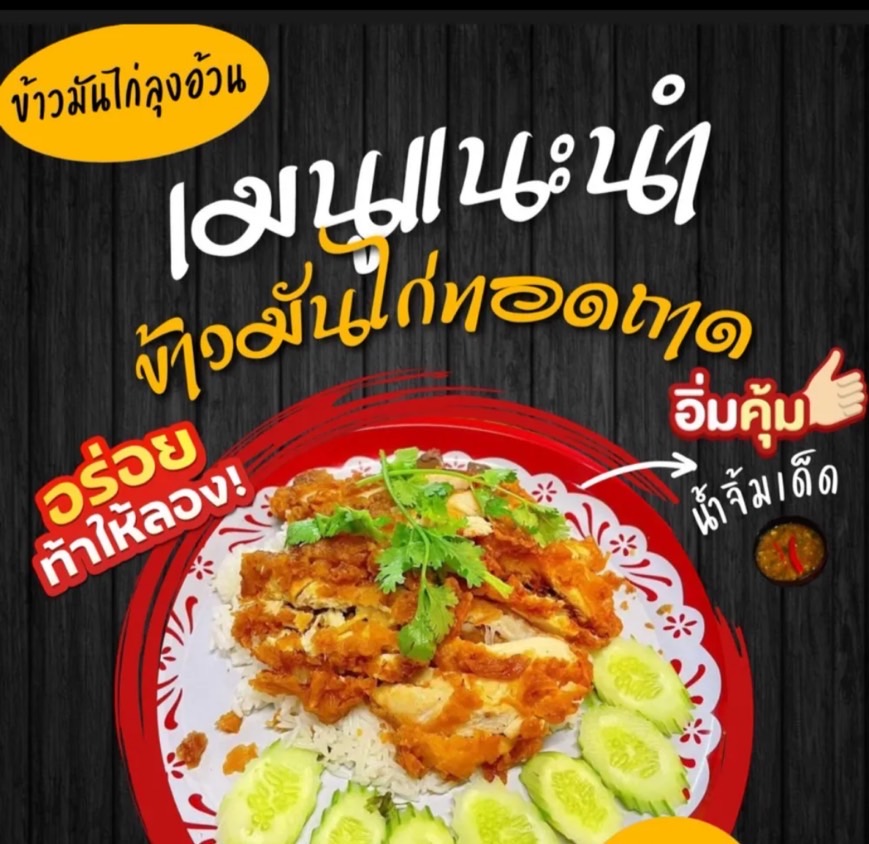 ข้าวมันไก่ลุงอ้วน
เมนูแนะนำ
ข้าวมันไก่ทอดถาด
อิ่มคุ้ม
อร่อย
ท้าให้ลอง!
น้ำจิ้มเด็ด